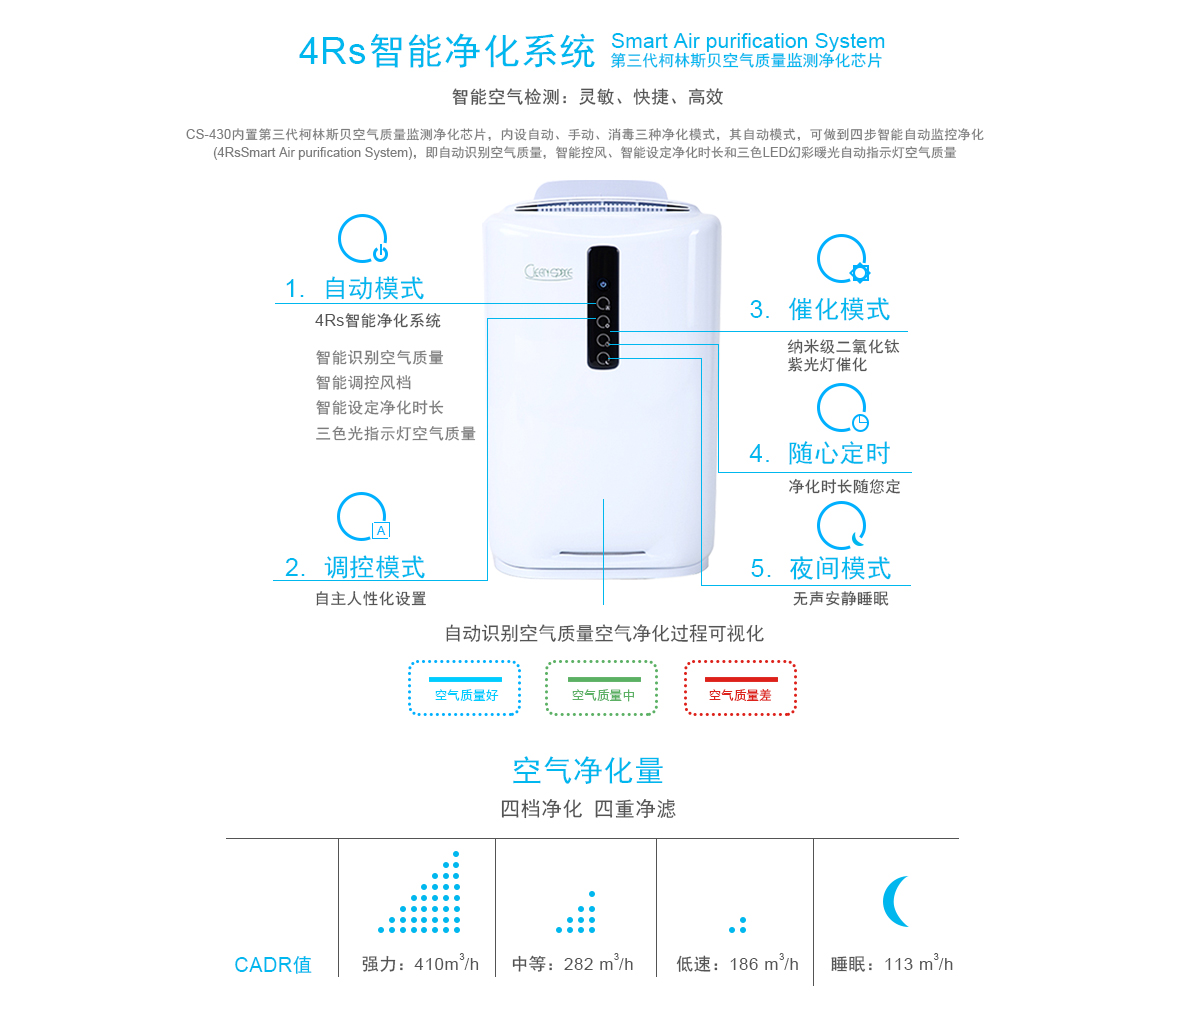 4Rs智能净化系统
Smart Air purification System
第三代柯林斯贝空气质量监测净化芯片
智能空气检测：灵敏、快捷、高效
CS-430内置第三代柯林斯贝空气质量监测净化芯片，内设自动、手动、消毒三种净化模式，其自动模式，可做到四步智能自动监控净化
(4RsSmart Air purification System)，即自动识别空气质量，智能控风、智能设定净化时长和三色LED幻彩暖光自动指示灯空气质量
1. 自动模式
4Rs智能净化系统
智能识别空气质量
智能调控风档
智能设定净化时长
三色光指示灯空气质量
A
2. 调控模式
自主人性化设置
3. 催化模式
纳米级二氧化钛
紫光灯催化
4. 随心定时
净化时长随您定
5. 夜间模式
无声安静睡眠
自动识别空气质量空气净化过程可视化
空气质量好
空气质量中
空气质量差
空气净化量
四档净化 四重净滤
CADR值
强力：410m³/h
中等：282 m³/h
低速：186 m³/h
睡眠：113 m³/h